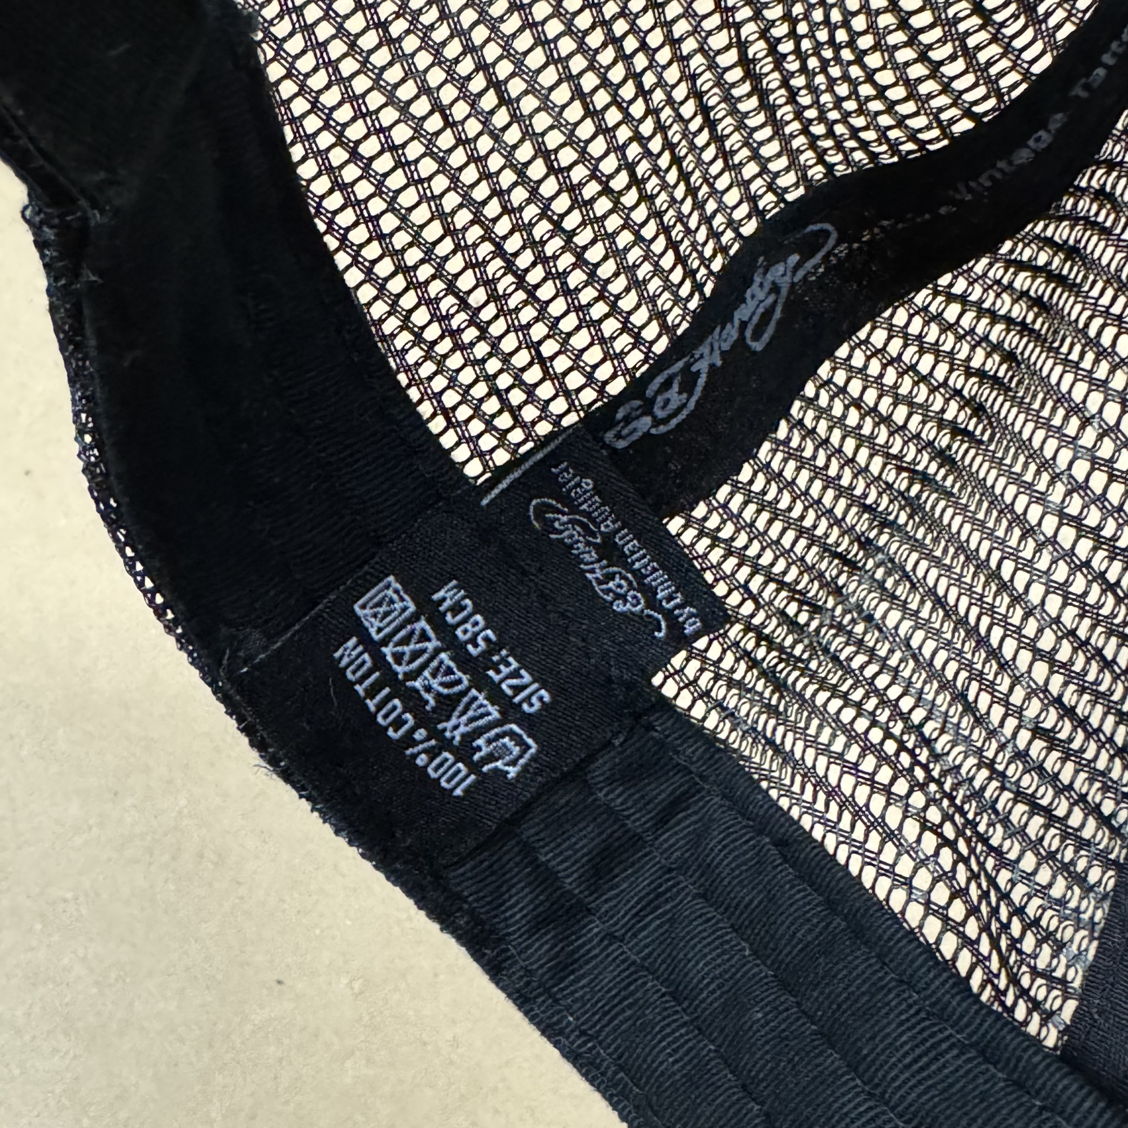 Ed Hardy
Vintage
Ed Hardy
by Christian Audigier
SIZE: 58CM
100% COTTON